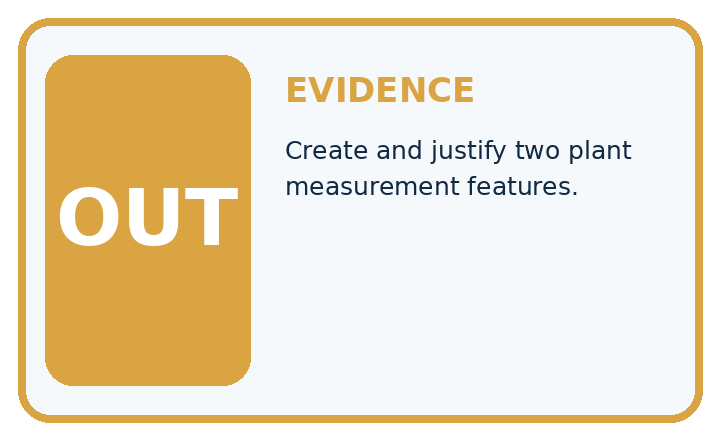 OUT
EVIDENCE
Create and justify two plant
measurement features.